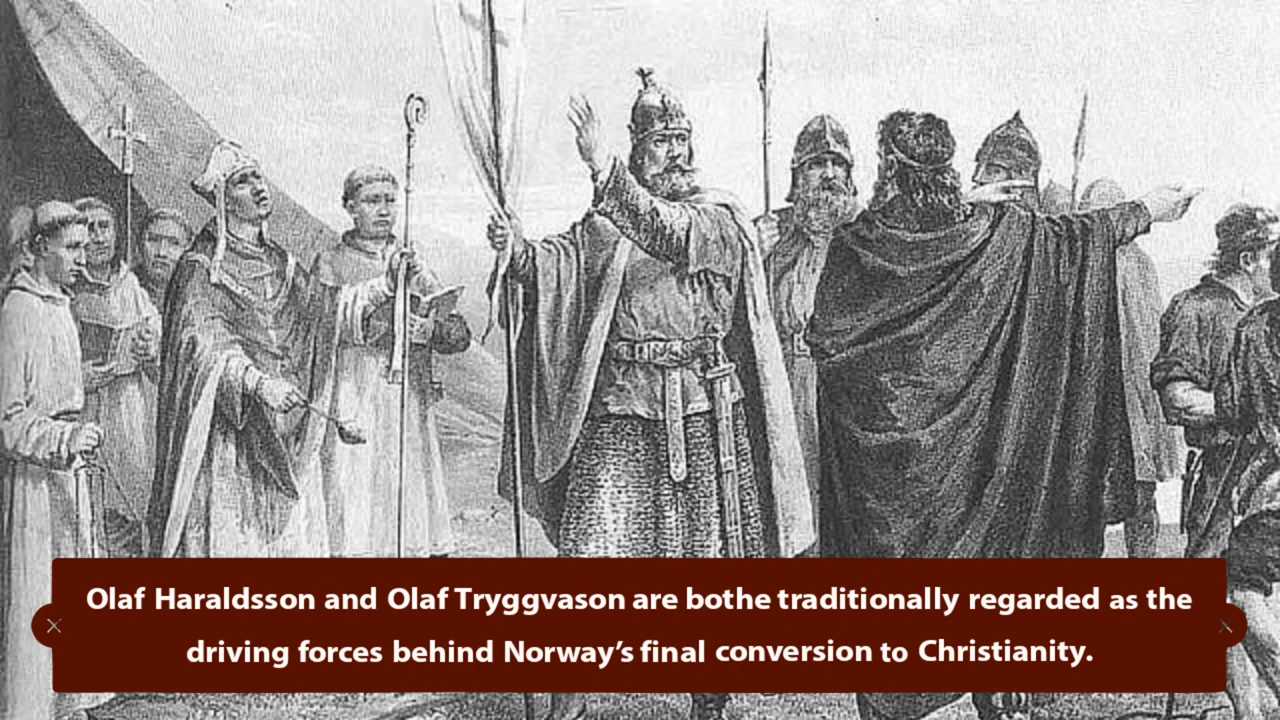 Olaf Haraldsson and Olaf Tryggvason are bothe traditionally regarded as the
driving forces behind Norway’s final conversion to Christianity.